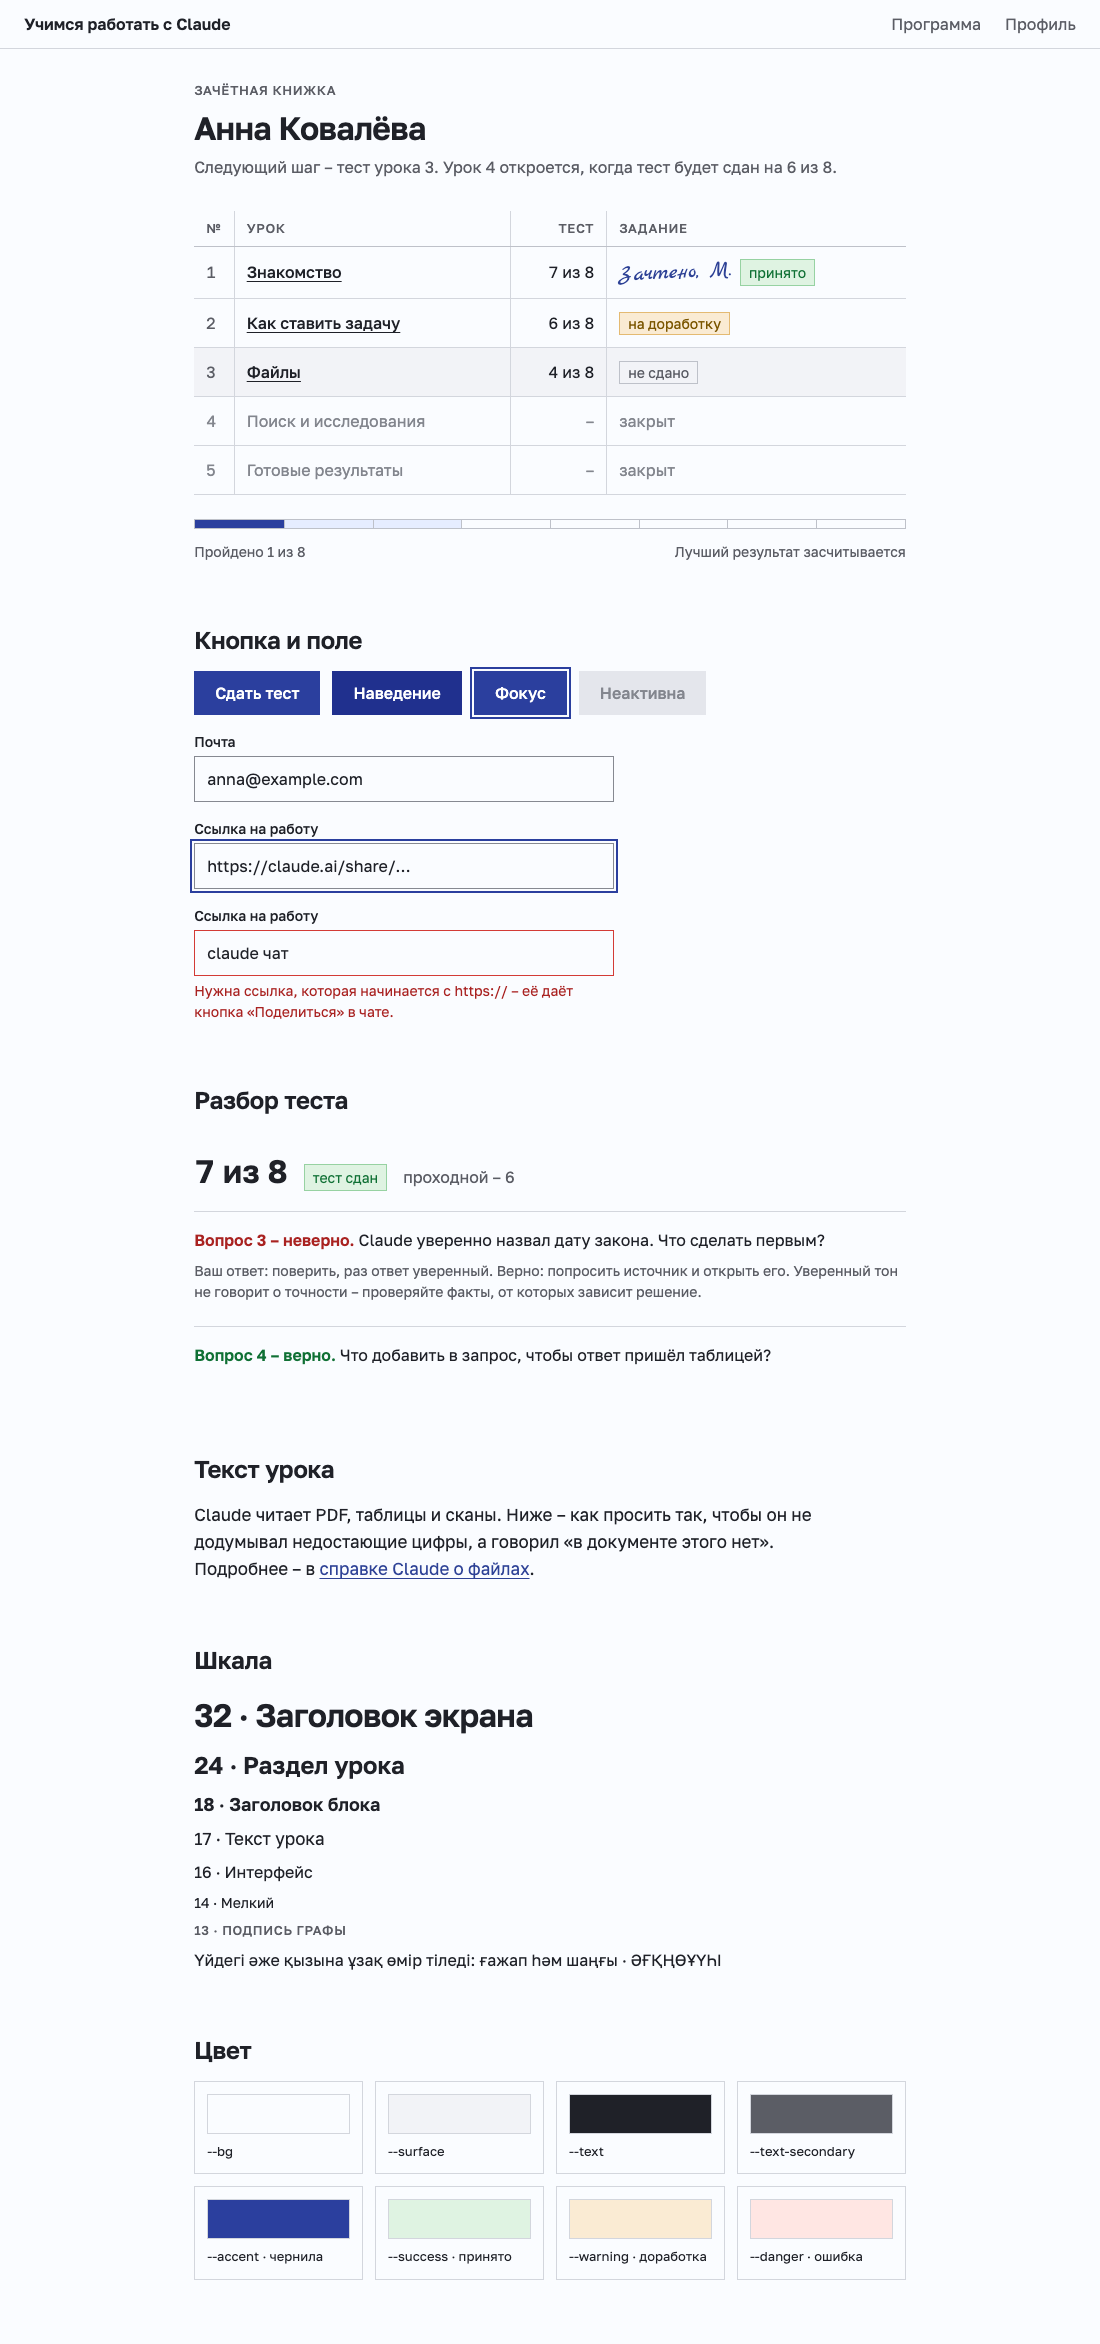 Учимся работать с Claude
Программа Профиль
ЗАЧЁТНАЯ КНИЖКА
Анна Ковалёва
Следующий шаг – тест урока 3. Урок 4 откроется, когда тест будет сдан на 6 из 8.
№ УРОК ТЕСТ ЗАДАНИЕ
1 Знакомство 7 из 8 Зачтено. М. принято
2 Как ставить задачу 6 из 8 на доработку
3 Файлы 4 из 8 не сдано
4 Поиск и исследования – закрыт
5 Готовые результаты – закрыт
Пройдено 1 из 8 Лучший результат засчитывается
Кнопка и поле
Сдать тест Наведение Фокус Неактивна
Почта
anna@example.com
Ссылка на работу
https://claude.ai/share/…
Ссылка на работу
claude чат
Нужна ссылка, которая начинается с https:// – её даёт
кнопка «Поделиться» в чате.
Разбор теста
7 из 8 тест сдан проходной – 6
Вопрос 3 – неверно. Claude уверенно назвал дату закона. Что сделать первым?
Ваш ответ: поверить, раз ответ уверенный. Верно: попросить источник и открыть его. Уверенный тон
не говорит о точности – проверяйте факты, от которых зависит решение.
Вопрос 4 – верно. Что добавить в запрос, чтобы ответ пришёл таблицей?
Текст урока
Claude читает PDF, таблицы и сканы. Ниже – как просить так, чтобы он не
додумывал недостающие цифры, а говорил «в документе этого нет».
Подробнее – в справке Claude о файлах.
Шкала
32 · Заголовок экрана
24 · Раздел урока
18 · Заголовок блока
17 · Текст урока
16 · Интерфейс
14 · Мелкий
13 · ПОДПИСЬ ГРАФЫ
Үйдегі әже қызына ұзақ өмір тіледі: ғажап һәм шаңғы · ӘҒҚҢӨҰҮҺІ
Цвет
--bg --surface --text --text-secondary
--accent · чернила --success · принято --warning · доработка --danger · ошибка